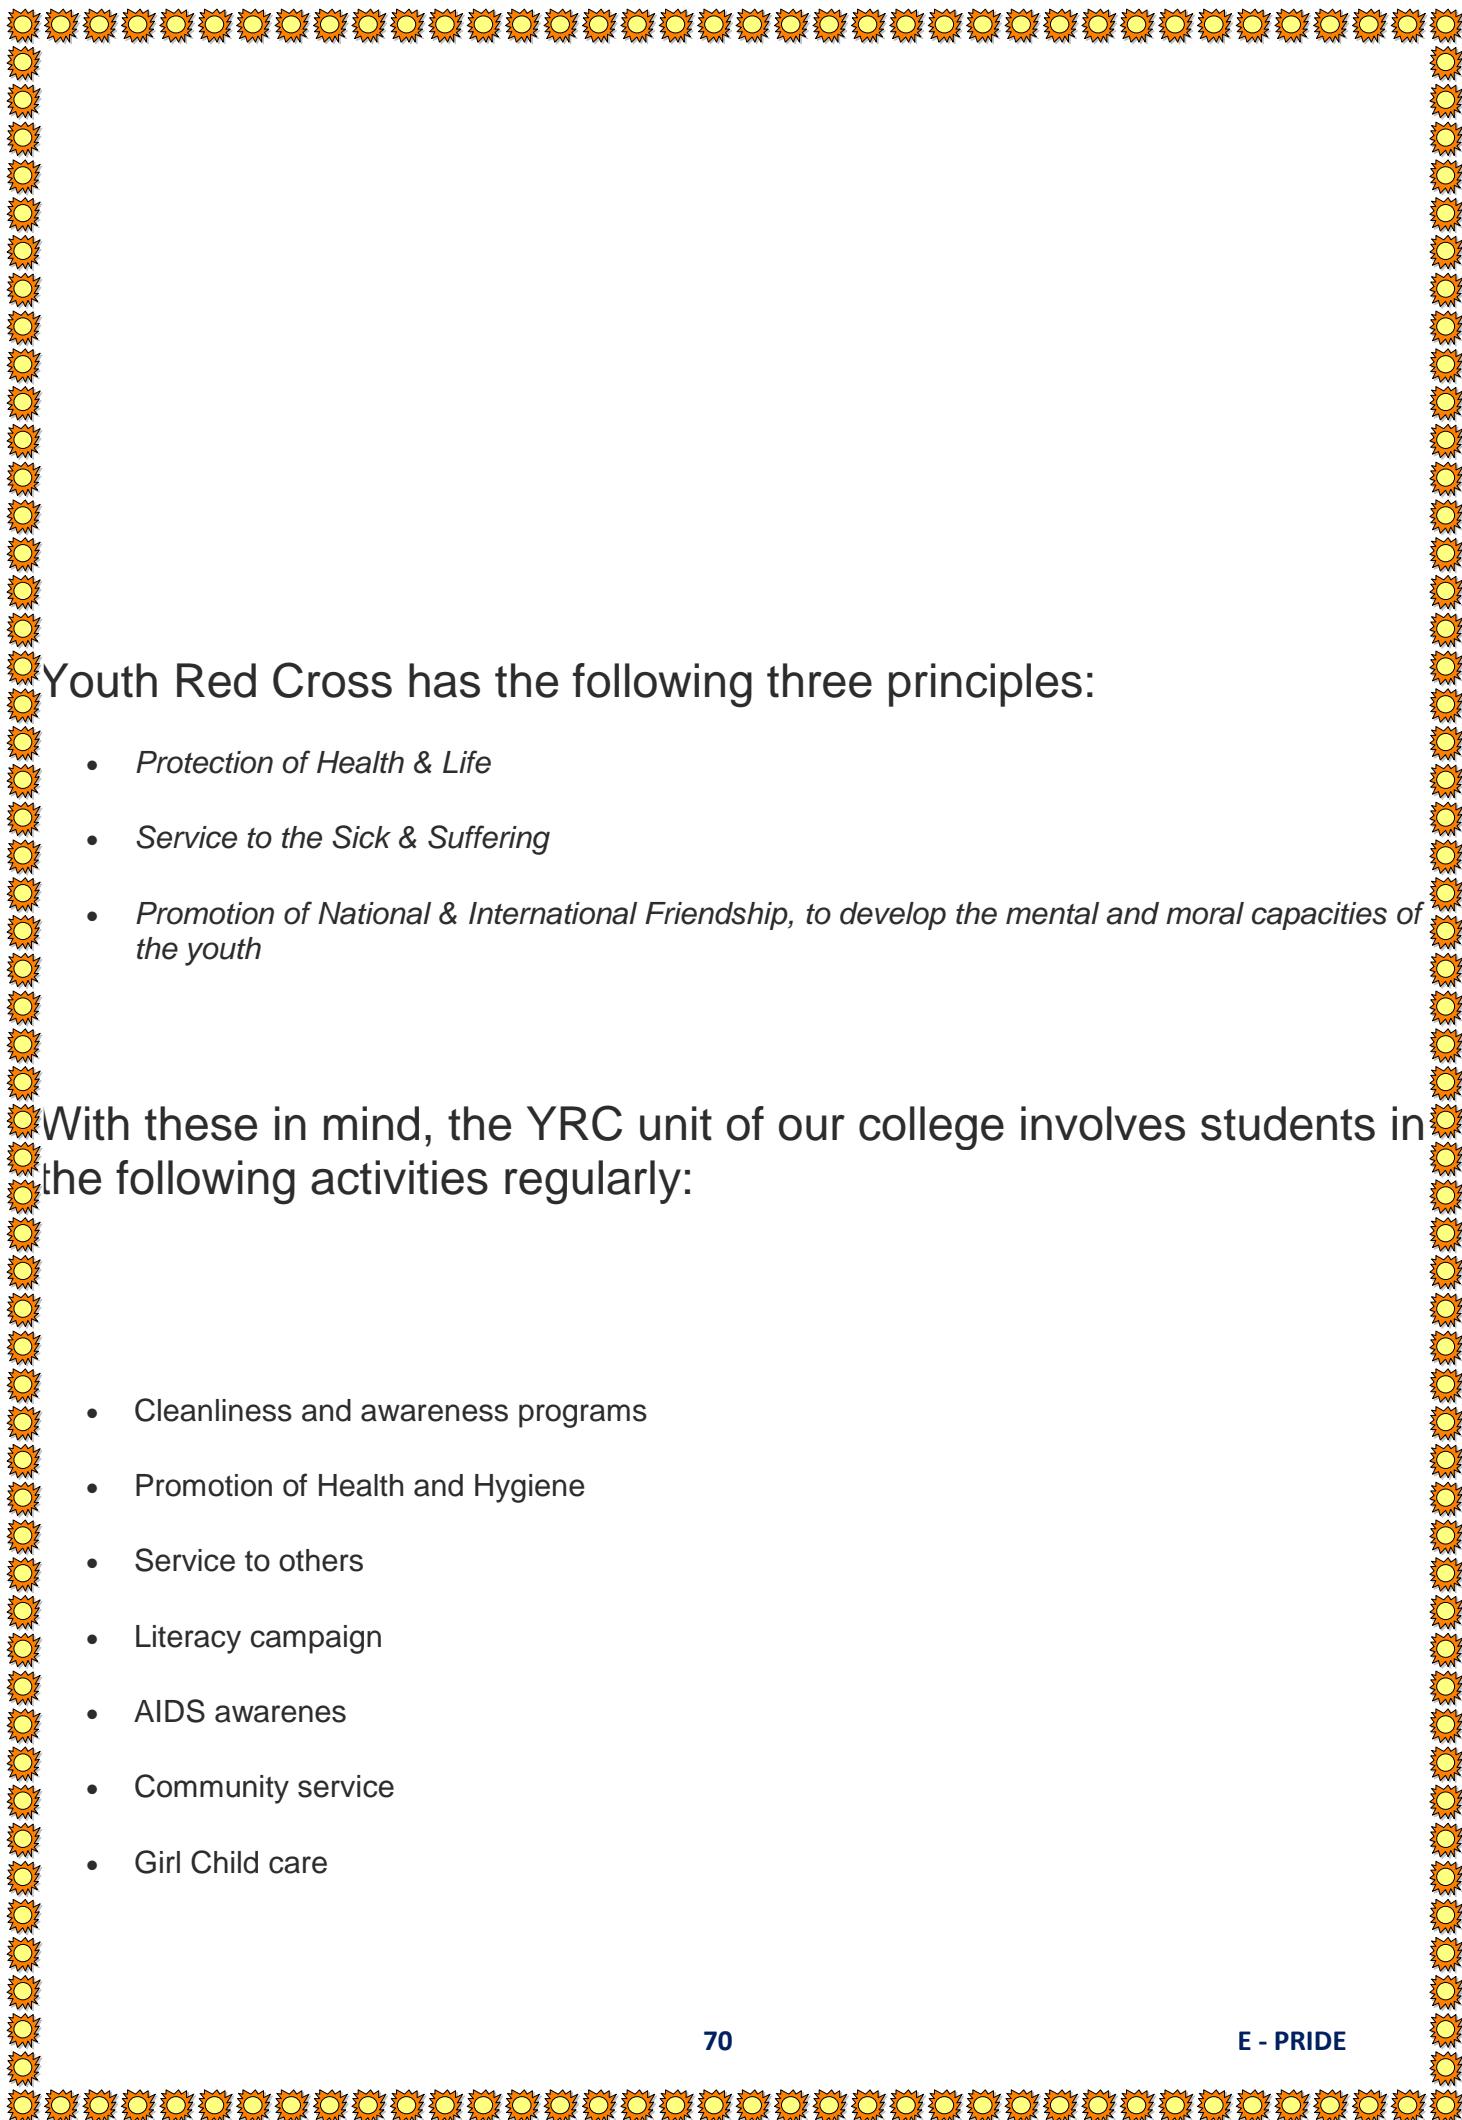 Youth Red Cross has the following three principles:
• Protection of Health & Life
• Service to the Sick & Suffering
• Promotion of National & International Friendship, to develop the mental and moral capacities of
the youth
With these in mind, the YRC unit of our college involves students in
the following activities regularly:
• Cleanliness and awareness programs
• Promotion of Health and Hygiene
• Service to others
• Literacy campaign
• AIDS awarenes
• Community service
• Girl Child care
70 E - PRIDE